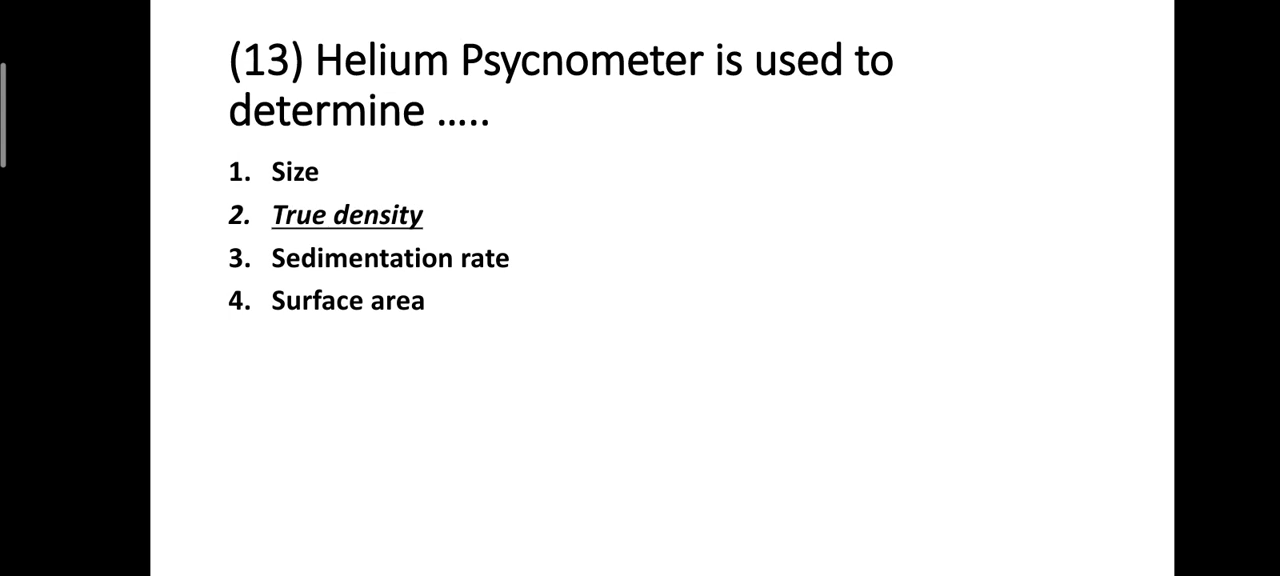 (13) Helium Psycnometer is used to
determine .....
1. Size
2. True density
3. Sedimentation rate
4. Surface area